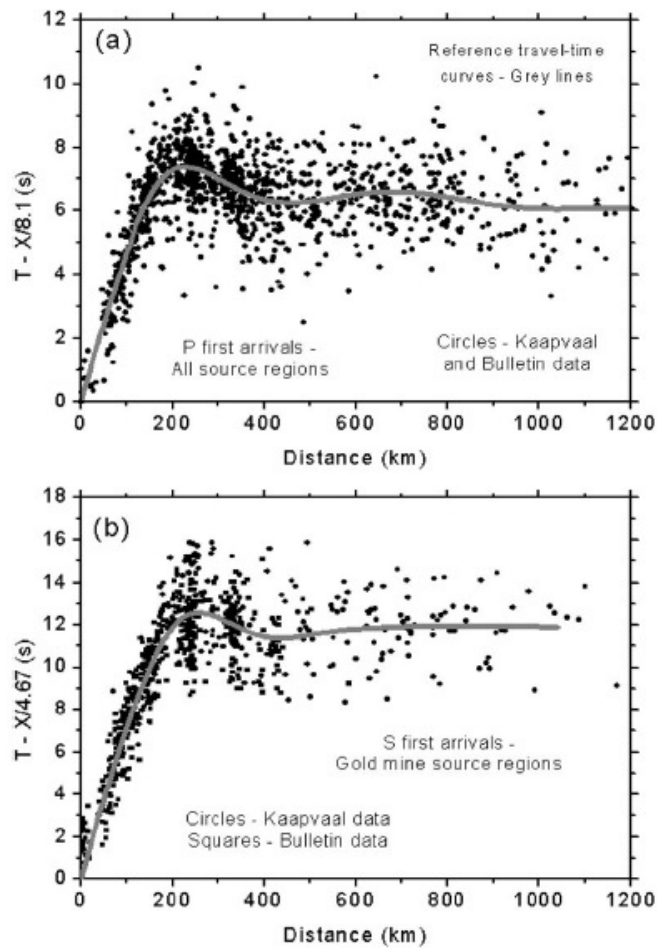 (a)
Reference travel-time
curves - Grey lines
12
10
8
6
4
2
0
T - X/8.1 (s)
P first arrivals -
All source regions
Circles - Kaapvaal
and Bulletin data
0 200 400 600 800 1000 1200
Distance (km)
(b)
18
16
14
12
10
8
6
4
2
0
T - X/4.67 (s)
S first arrivals -
Gold mine source regions
Circles - Kaapvaal data
Squares - Bulletin data
0 200 400 600 800 1000 1200
Distance (km)